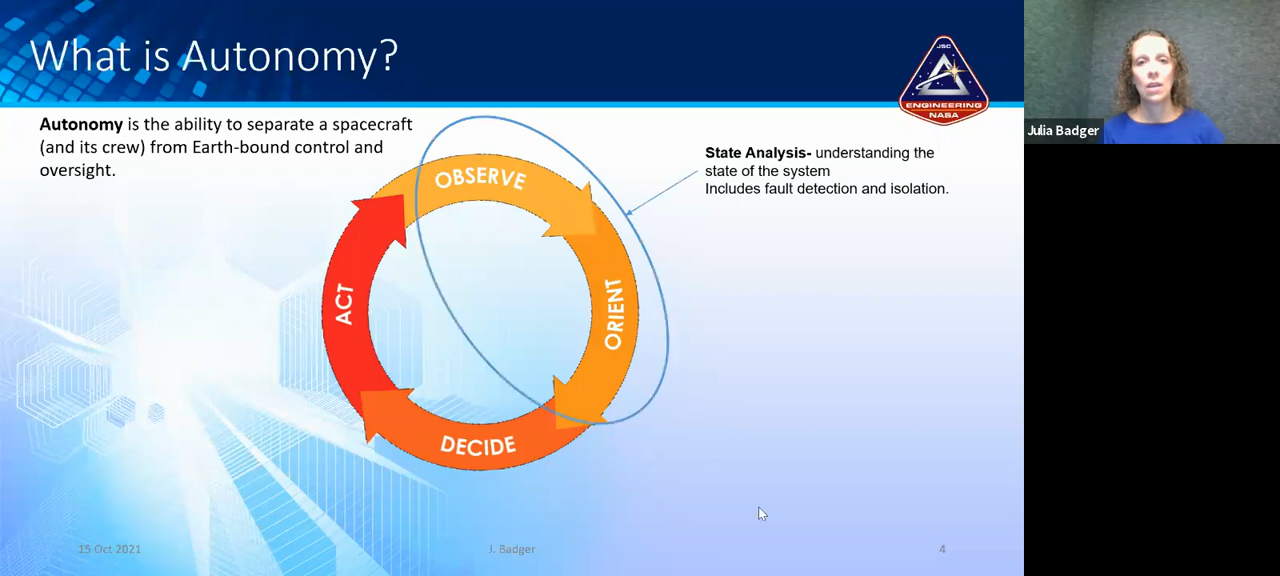 What is Autonomy?
JSC
ENGINEERING
NASA
Julia Badger
Autonomy is the ability to separate a spacecraft
(and its crew) from Earth-bound control and
oversight.
State Analysis- understanding the
state of the system
Includes fault detection and isolation.
OBSERVE
ORIENT
DECIDE
ACT
15 Oct 2021
J. Badger
4